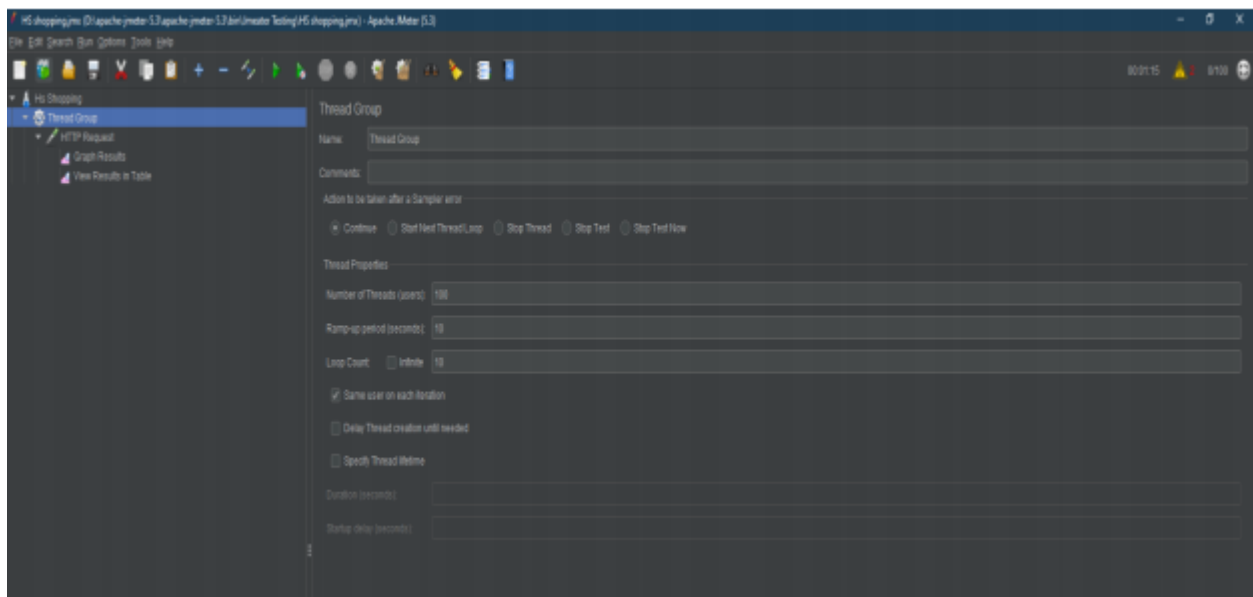 HS shopping.jmx (D:\apache-jmeter-5.3\apache-jmeter-5.3\bin\Jmeater Testing\HS shopping.jmx) - Apache JMeter (5.3)
File Edit Search Run Options Tools Help
00:01:15 0/100
Hs Shopping
Thread Group
HTTP Request
Graph Results
View Results in Table
Thread Group
Name: Thread Group
Comments:
Action to be taken after a Sampler error
Continue Start Next Thread Loop Stop Thread Stop Test Stop Test Now
Thread Properties
Number of Threads (users): 100
Ramp-up period (seconds): 10
Loop Count: Infinite 10
Same user on each iteration
Delay Thread creation until needed
Specify Thread lifetime
Duration (seconds)
Startup delay (seconds)